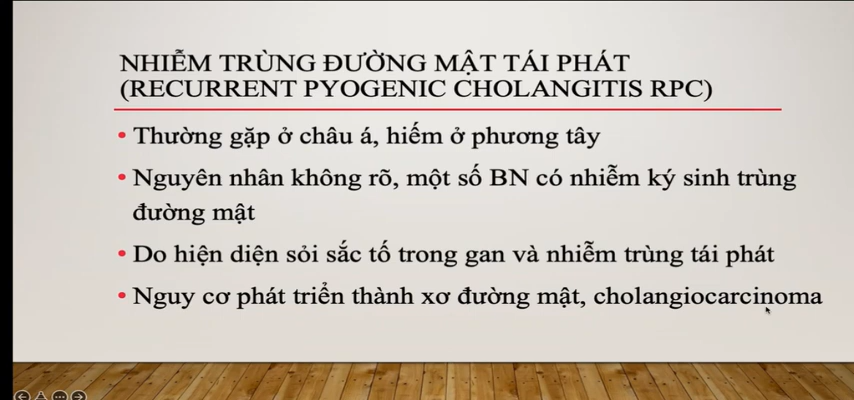 NHIỄM TRÙNG ĐƯỜNG MẬT TÁI PHÁT
(RECURRENT PYOGENIC CHOLANGITIS RPC)
• Thường gặp ở châu á, hiếm ở phương tây
• Nguyên nhân không rõ, một số BN có nhiễm ký sinh trùng
đường mật
• Do hiện diện sỏi sắc tố trong gan và nhiễm trùng tái phát
• Nguy cơ phát triển thành xơ đường mật, cholangiocarcinoma